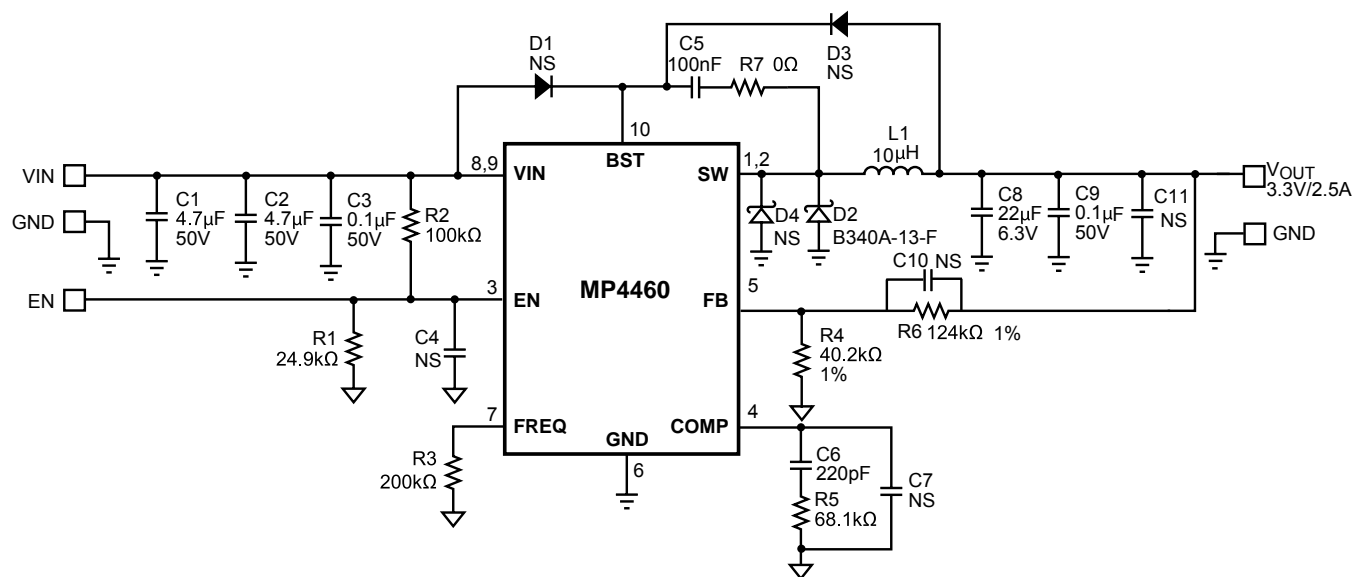 D1
NS
C5
100nF
R7 0Ω
D3
NS
10
BST
VIN
8,9
VIN
SW
1,2
L1
10µH
VOUT
3.3V/2.5A
GND
C1
4.7µF
50V
C2
4.7µF
50V
C3
0.1µF
50V
R2
100kΩ
D4
NS
D2
B340A-13-F
C8
22µF
6.3V
C9
0.1µF
50V
C11
NS
GND
C10 NS
EN
3
EN
MP4460
FB
5
R6 124kΩ 1%
R1
24.9kΩ
C4
NS
R4
40.2kΩ
1%
7
FREQ
GND
6
COMP
4
R3
200kΩ
C6
220pF
R5
68.1kΩ
C7
NS